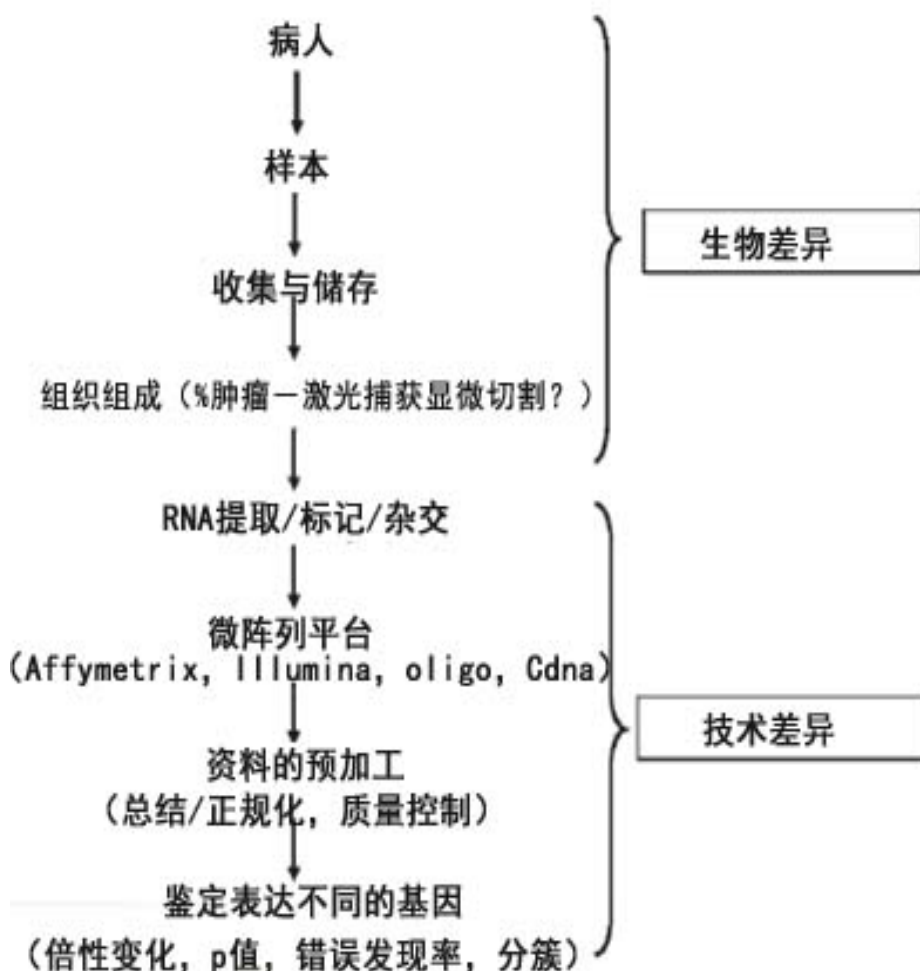 病人
样本
收集与储存
生物差异
组织组成（%肿瘤－激光捕获显微切割？）
RNA提取/标记/杂交
微阵列平台
（Affymetrix, Illumina, oligo, Cdna）
技术差异
资料的预加工
（总结/正规化，质量控制）
鉴定表达不同的基因
（倍性变化，p值，错误发现率，分簇）